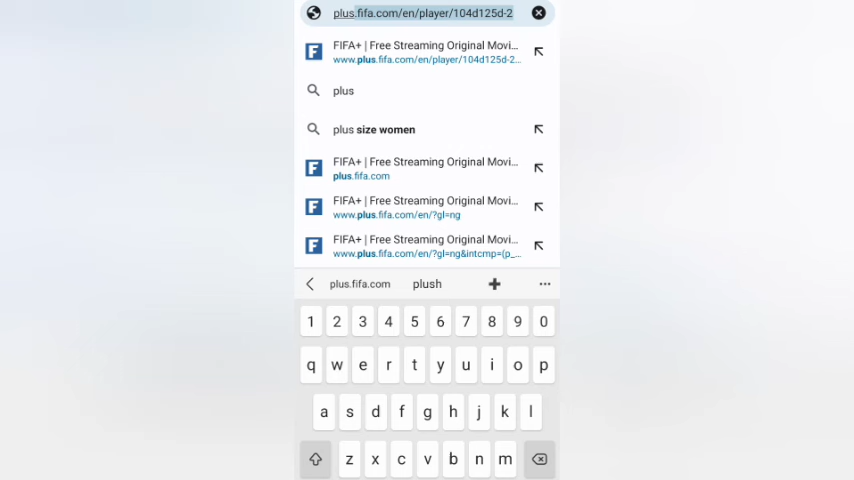 plus.fifa.com/en/player/104d125d-2
FIFA+ | Free Streaming Original Movi...
www.plus.fifa.com/en/player/104d125d-2...
plus
plus size women
FIFA+ | Free Streaming Original Movi...
plus.fifa.com
FIFA+ | Free Streaming Original Movi...
www.plus.fifa.com/en/?gl=ng
FIFA+ | Free Streaming Original Movi...
www.plus.fifa.com/en/?gl=ng&intcmp=(p_...
plus.fifa.com plush
1 2 3 4 5 6 7 8 9 0
q w e r t y u i o p
a s d f g h j k l
z x c v b n m